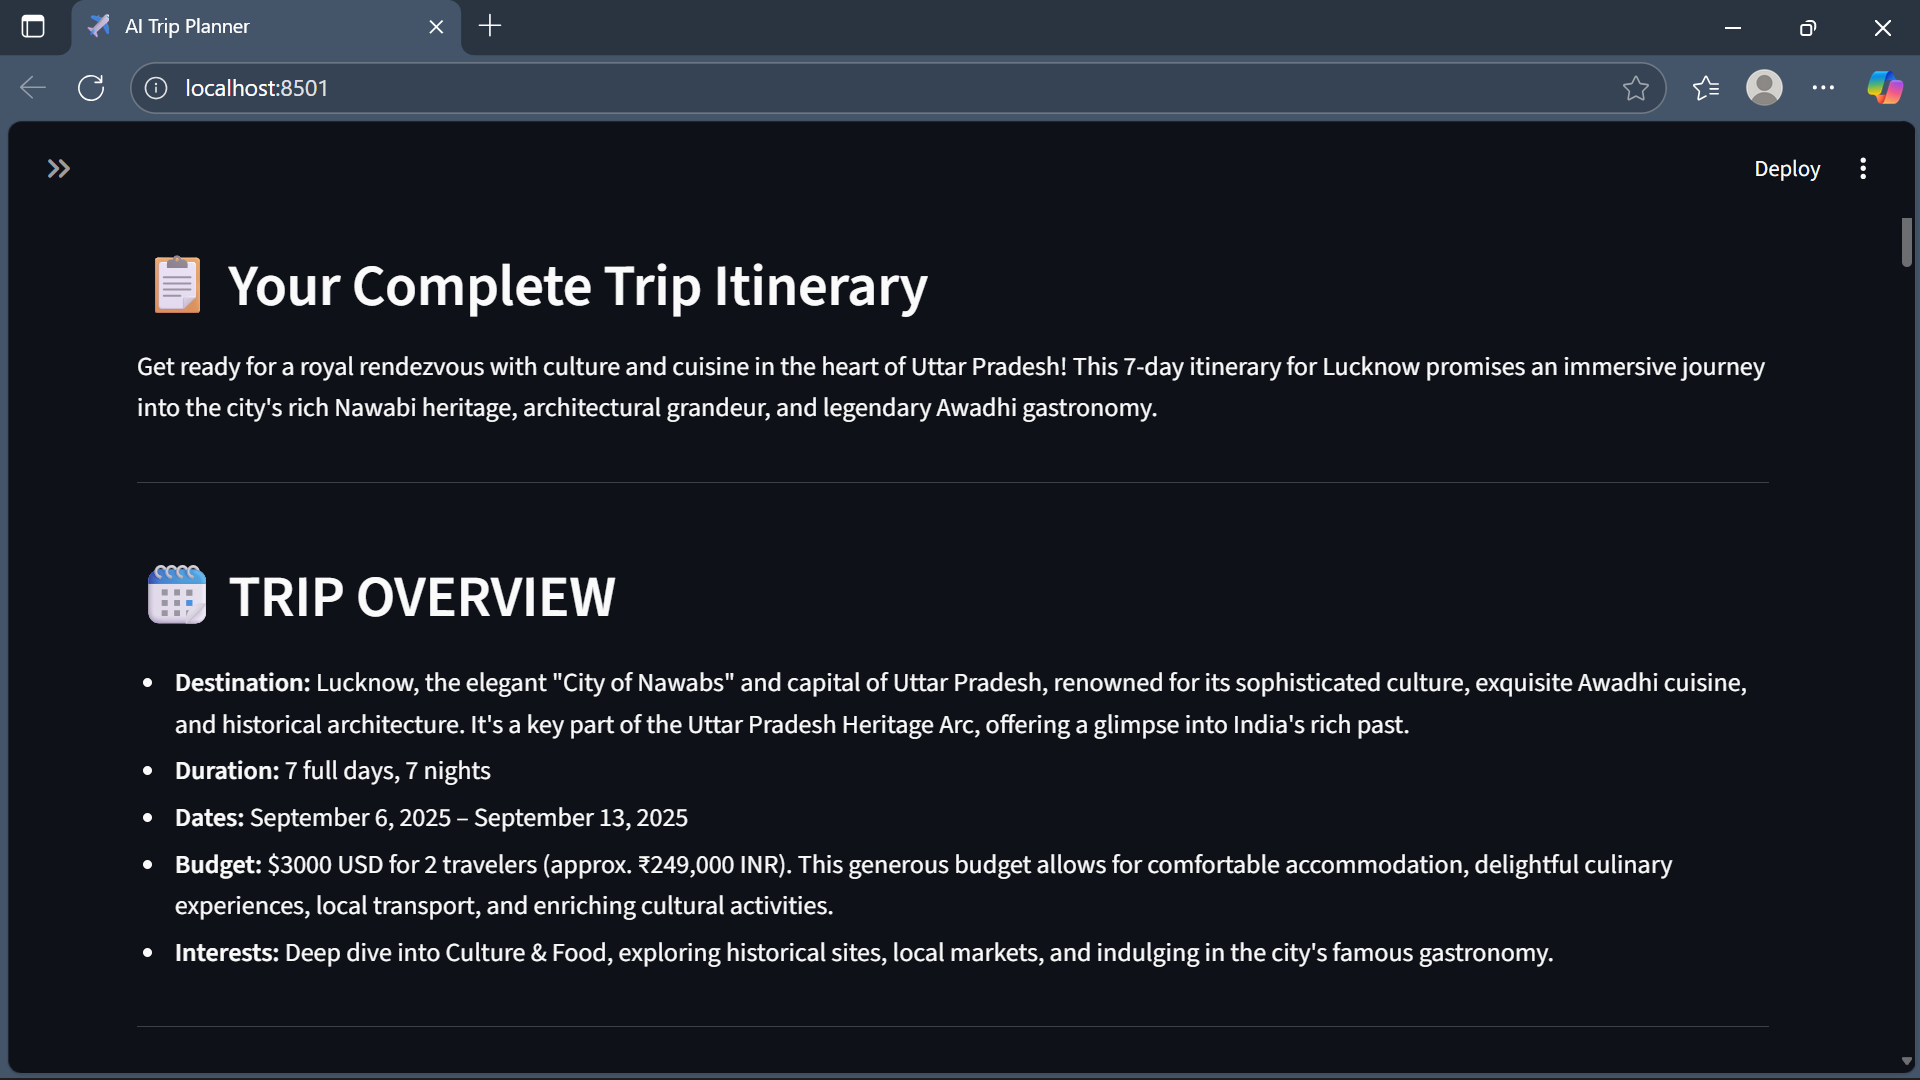 AI Trip Planner
localhost:8501
Deploy
Your Complete Trip Itinerary
Get ready for a royal rendezvous with culture and cuisine in the heart of Uttar Pradesh! This 7-day itinerary for Lucknow promises an immersive journey
into the city's rich Nawabi heritage, architectural grandeur, and legendary Awadhi gastronomy.
TRIP OVERVIEW
• Destination: Lucknow, the elegant "City of Nawabs" and capital of Uttar Pradesh, renowned for its sophisticated culture, exquisite Awadhi cuisine,
and historical architecture. It's a key part of the Uttar Pradesh Heritage Arc, offering a glimpse into India's rich past.
• Duration: 7 full days, 7 nights
• Dates: September 6, 2025 – September 13, 2025
• Budget: $3000 USD for 2 travelers (approx. ₹249,000 INR). This generous budget allows for comfortable accommodation, delightful culinary
experiences, local transport, and enriching cultural activities.
• Interests: Deep dive into Culture & Food, exploring historical sites, local markets, and indulging in the city's famous gastronomy.